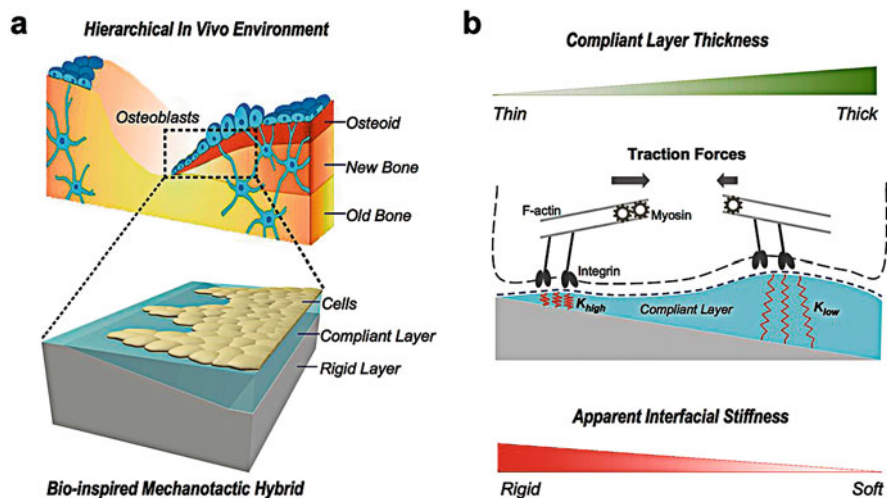 a
Hierarchical In Vivo Environment
Osteoblasts
Osteoid
New Bone
Old Bone
Cells
Compliant Layer
Rigid Layer
Bio-inspired Mechanotactic Hybrid
b
Compliant Layer Thickness
Thin
Thick
Traction Forces
F-actin
Myosin
Integrin
Khigh
Compliant Layer
Klow
Apparent Interfacial Stiffness
Rigid
Soft